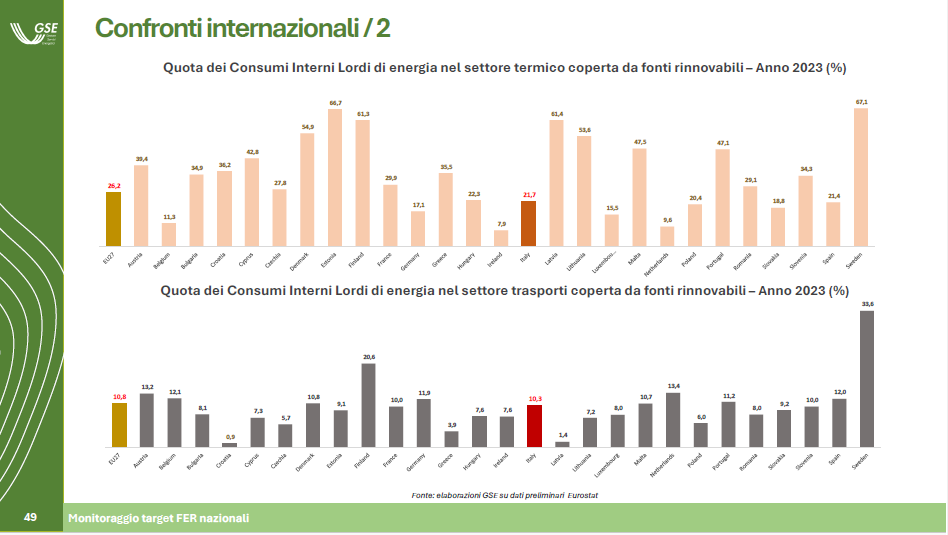 GSE
Confronti internazionali / 2
Quota dei Consumi Interni Lordi di energia nel settore termico coperta da fonti rinnovabili – Anno 2023 (%)
26,2 39,4 11,3 34,9 36,2 42,8 27,8 54,9 66,7 61,3 29,9 17,1 35,5 22,3 7,9 21,7 61,4 53,6 15,5 47,5 9,6 20,4 47,1 29,1 18,8 34,3 21,4 67,1
EU27 Austria Belgium Bulgaria Croatia Cyprus Czechia Denmark Estonia Finland France Germany Greece Hungary Ireland Italy Latvia Lithuania Luxembou... Malta Netherlands Poland Portugal Romania Slovakia Slovenia Spain Sweden
Quota dei Consumi Interni Lordi di energia nel settore trasporti coperta da fonti rinnovabili – Anno 2023 (%)
10,8 13,2 12,1 8,1 0,9 7,3 5,7 10,8 9,1 20,6 10,0 11,9 3,9 7,6 7,6 10,3 1,4 7,2 8,0 10,7 13,4 6,0 11,2 8,0 9,2 10,0 12,0 33,6
EU27 Austria Belgium Bulgaria Croatia Cyprus Czechia Denmark Estonia Finland France Germany Greece Hungary Ireland Italy Latvia Lithuania Luxembourg Malta Netherlands Poland Portugal Romania Slovakia Slovenia Spain Sweden
Fonte: elaborazioni GSE su dati preliminari Eurostat
49 Monitoraggio target FER nazionali